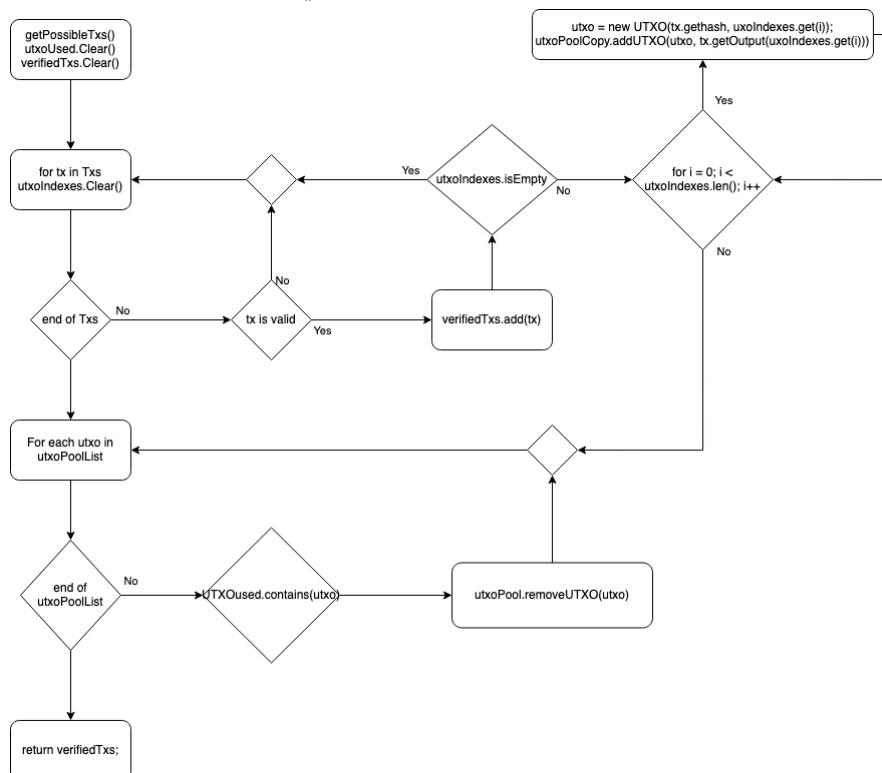 getPossibleTxs()
utxoUsed.Clear()
verifiedTxs.Clear()
utxo = new UTXO(tx.gethash, uxoIndexes.get(i));
utxoPoolCopy.addUTXO(utxo, tx.getOutput(uxoIndexes.get(i)))
Yes
for tx in Txs
utxoIndexes.Clear()
Yes
utxoIndexes.isEmpty
No
for i = 0; i <
utxoIndexes.len(); i++
No
No
end of Txs
No
tx is valid
Yes
verifiedTxs.add(tx)
For each utxo in
utxoPoolList
end of
utxoPoolList
No
UTXOused.contains(utxo)
utxoPool.removeUTXO(utxo)
return verifiedTxs;